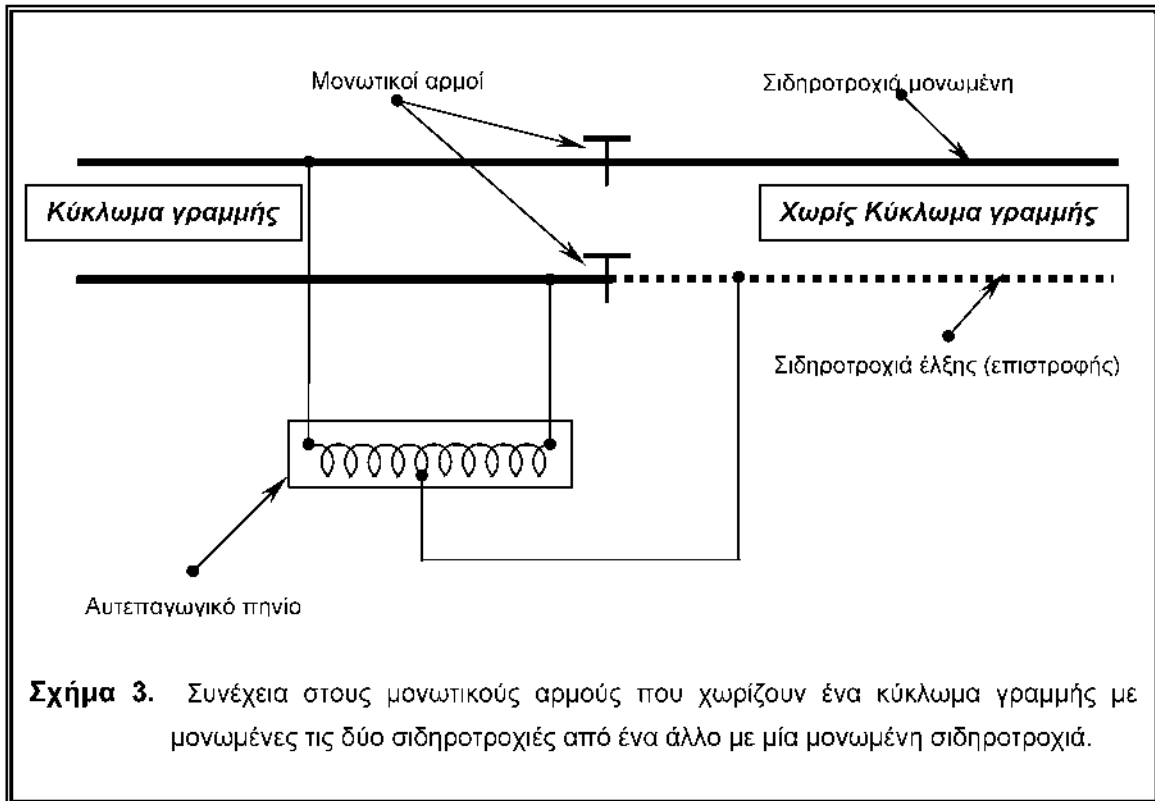 Μονωτικοί αρμοί
Σιδηροτροχιά μονωμένη
Κύκλωμα γραμμής
Χωρίς Κύκλωμα γραμμής
Σιδηροτροχιά έλξης (επιστροφής)
Αυτεπαγωγικό πηνίο
Σχήμα 3. Συνέχεια στους μονωτικούς αρμούς που χωρίζουν ένα κύκλωμα γραμμής με
μονωμένες τις δύο σιδηροτροχιές από ένα άλλο με μία μονωμένη σιδηροτροχιά.